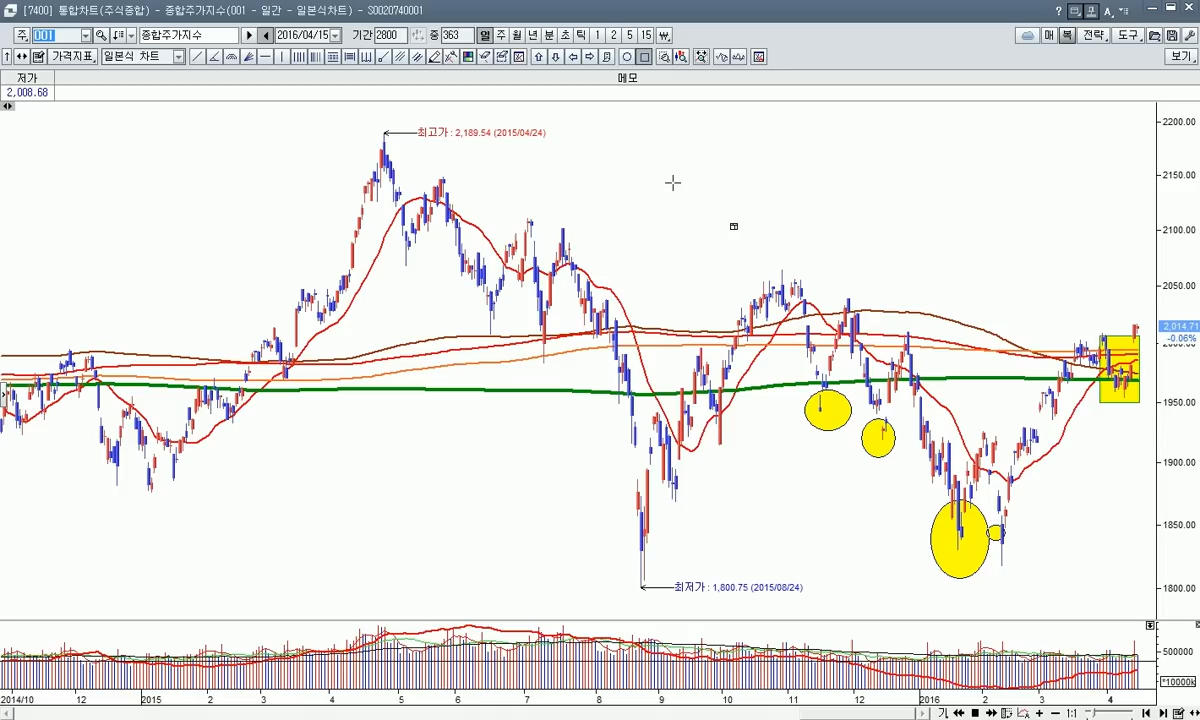 [7400] 통합차트(주식종합) - 종합주가지수(001 - 일간 - 일본식차트) - S0020740001
주 001 종합주가지수 2016/04/15 기간 2800 총 363 일 주 월 년 분 초 틱 1 2 5 10 15 매 복 전략 도구
가격지표 일본식 차트 보기
저가 메모
2,008.68
최고가 : 2,189.54 (2015/04/24)
2200.00
2150.00
2100.00
2050.00
2,014.71
-0.06%
2000.00
1950.00
1900.00
1850.00
최저가 : 1,800.75 (2015/08/24)
1800.00
500000
*10000k
2014/10 12 2015 2 3 4 5 6 7 8 9 10 11 12 2016 2 3 4
1:1